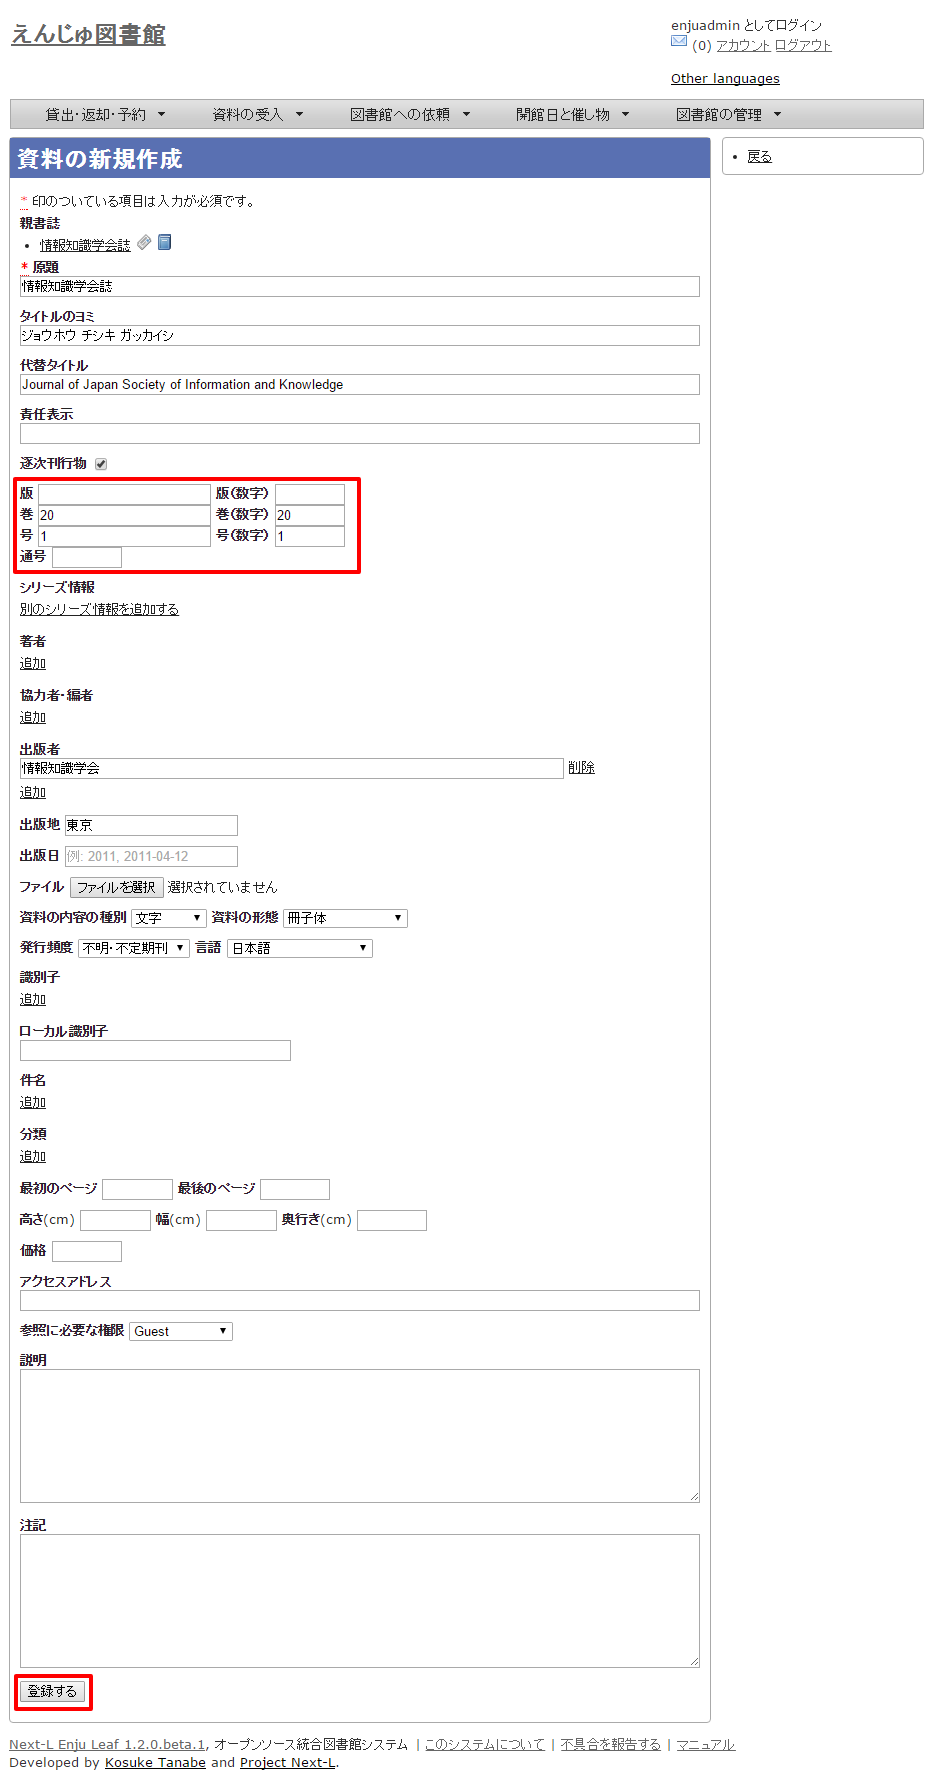 えんじゅ図書館
enjuadmin としてログイン
(0) アカウント ログアウト
Other languages
貸出・返却・予約 ▼ 資料の受入 ▼ 図書館への依頼 ▼ 開館日と催し物 ▼ 図書館の管理 ▼
資料の新規作成
• 戻る
* 印のついている項目は入力が必須です。
親書誌
• 情報知識学会誌
* 原題
情報知識学会誌
タイトルのヨミ
ジョウホウ チシキ ガッカイシ
代替タイトル
Journal of Japan Society of Information and Knowledge
責任表示
逐次刊行物
版 版(数字)
巻 20 巻(数字) 20
号 1 号(数字) 1
通号
シリーズ情報
別のシリーズ情報を追加する
著者
追加
協力者・編者
追加
出版者
情報知識学会 削除
追加
出版地 東京
出版日 例: 2011, 2011-04-12
ファイル ファイルを選択 選択されていません
資料の内容の種別 文字 ▼ 資料の形態 冊子体 ▼
発行頻度 不明・不定期刊 ▼ 言語 日本語 ▼
識別子
追加
ローカル識別子
件名
追加
分類
追加
最初のページ 最後のページ
高さ(cm) 幅(cm) 奥行き(cm)
価格
アクセスアドレス
参照に必要な権限 Guest ▼
説明
注記
登録する
Next-L Enju Leaf 1.2.0.beta.1, オープンソース統合図書館システム | このシステムについて | 不具合を報告する | マニュアル
Developed by Kosuke Tanabe and Project Next-L.